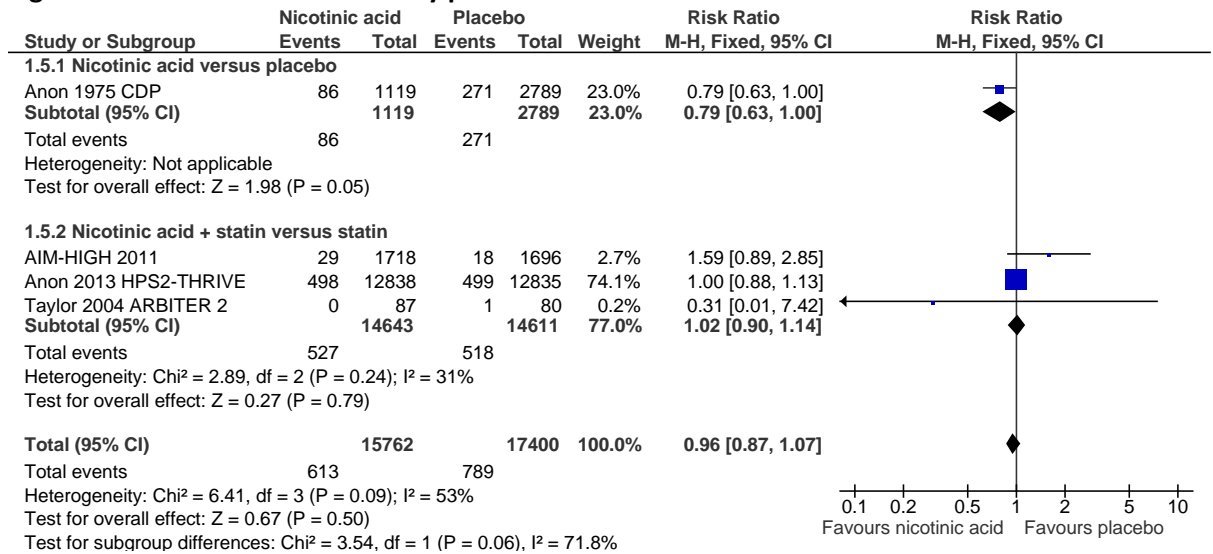 Nicotinic acid Placebo Risk Ratio Risk Ratio
Study or Subgroup Events Total Events Total Weight M-H, Fixed, 95% CI M-H, Fixed, 95% CI
1.5.1 Nicotinic acid versus placebo
Anon 1975 CDP 86 1119 271 2789 23.0% 0.79 [0.63, 1.00]
Subtotal (95% CI) 1119 2789 23.0% 0.79 [0.63, 1.00]
Total events 86 271
Heterogeneity: Not applicable
Test for overall effect: Z = 1.98 (P = 0.05)
1.5.2 Nicotinic acid + statin versus statin
AIM-HIGH 2011 29 1718 18 1696 2.7% 1.59 [0.89, 2.85]
Anon 2013 HPS2-THRIVE 498 12838 499 12835 74.1% 1.00 [0.88, 1.13]
Taylor 2004 ARBITER 2 0 87 1 80 0.2% 0.31 [0.01, 7.42]
Subtotal (95% CI) 14643 14611 77.0% 1.02 [0.90, 1.14]
Total events 527 518
Heterogeneity: Chi² = 2.89, df = 2 (P = 0.24); I² = 31%
Test for overall effect: Z = 0.27 (P = 0.79)
Total (95% CI) 15762 17400 100.0% 0.96 [0.87, 1.07]
Total events 613 789
Heterogeneity: Chi² = 6.41, df = 3 (P = 0.09); I² = 53%
Test for overall effect: Z = 0.67 (P = 0.50)
Test for subgroup differences: Chi² = 3.54, df = 1 (P = 0.06), I² = 71.8%
0.1 0.2 0.5 1 2 5 10
Favours nicotinic acid Favours placebo